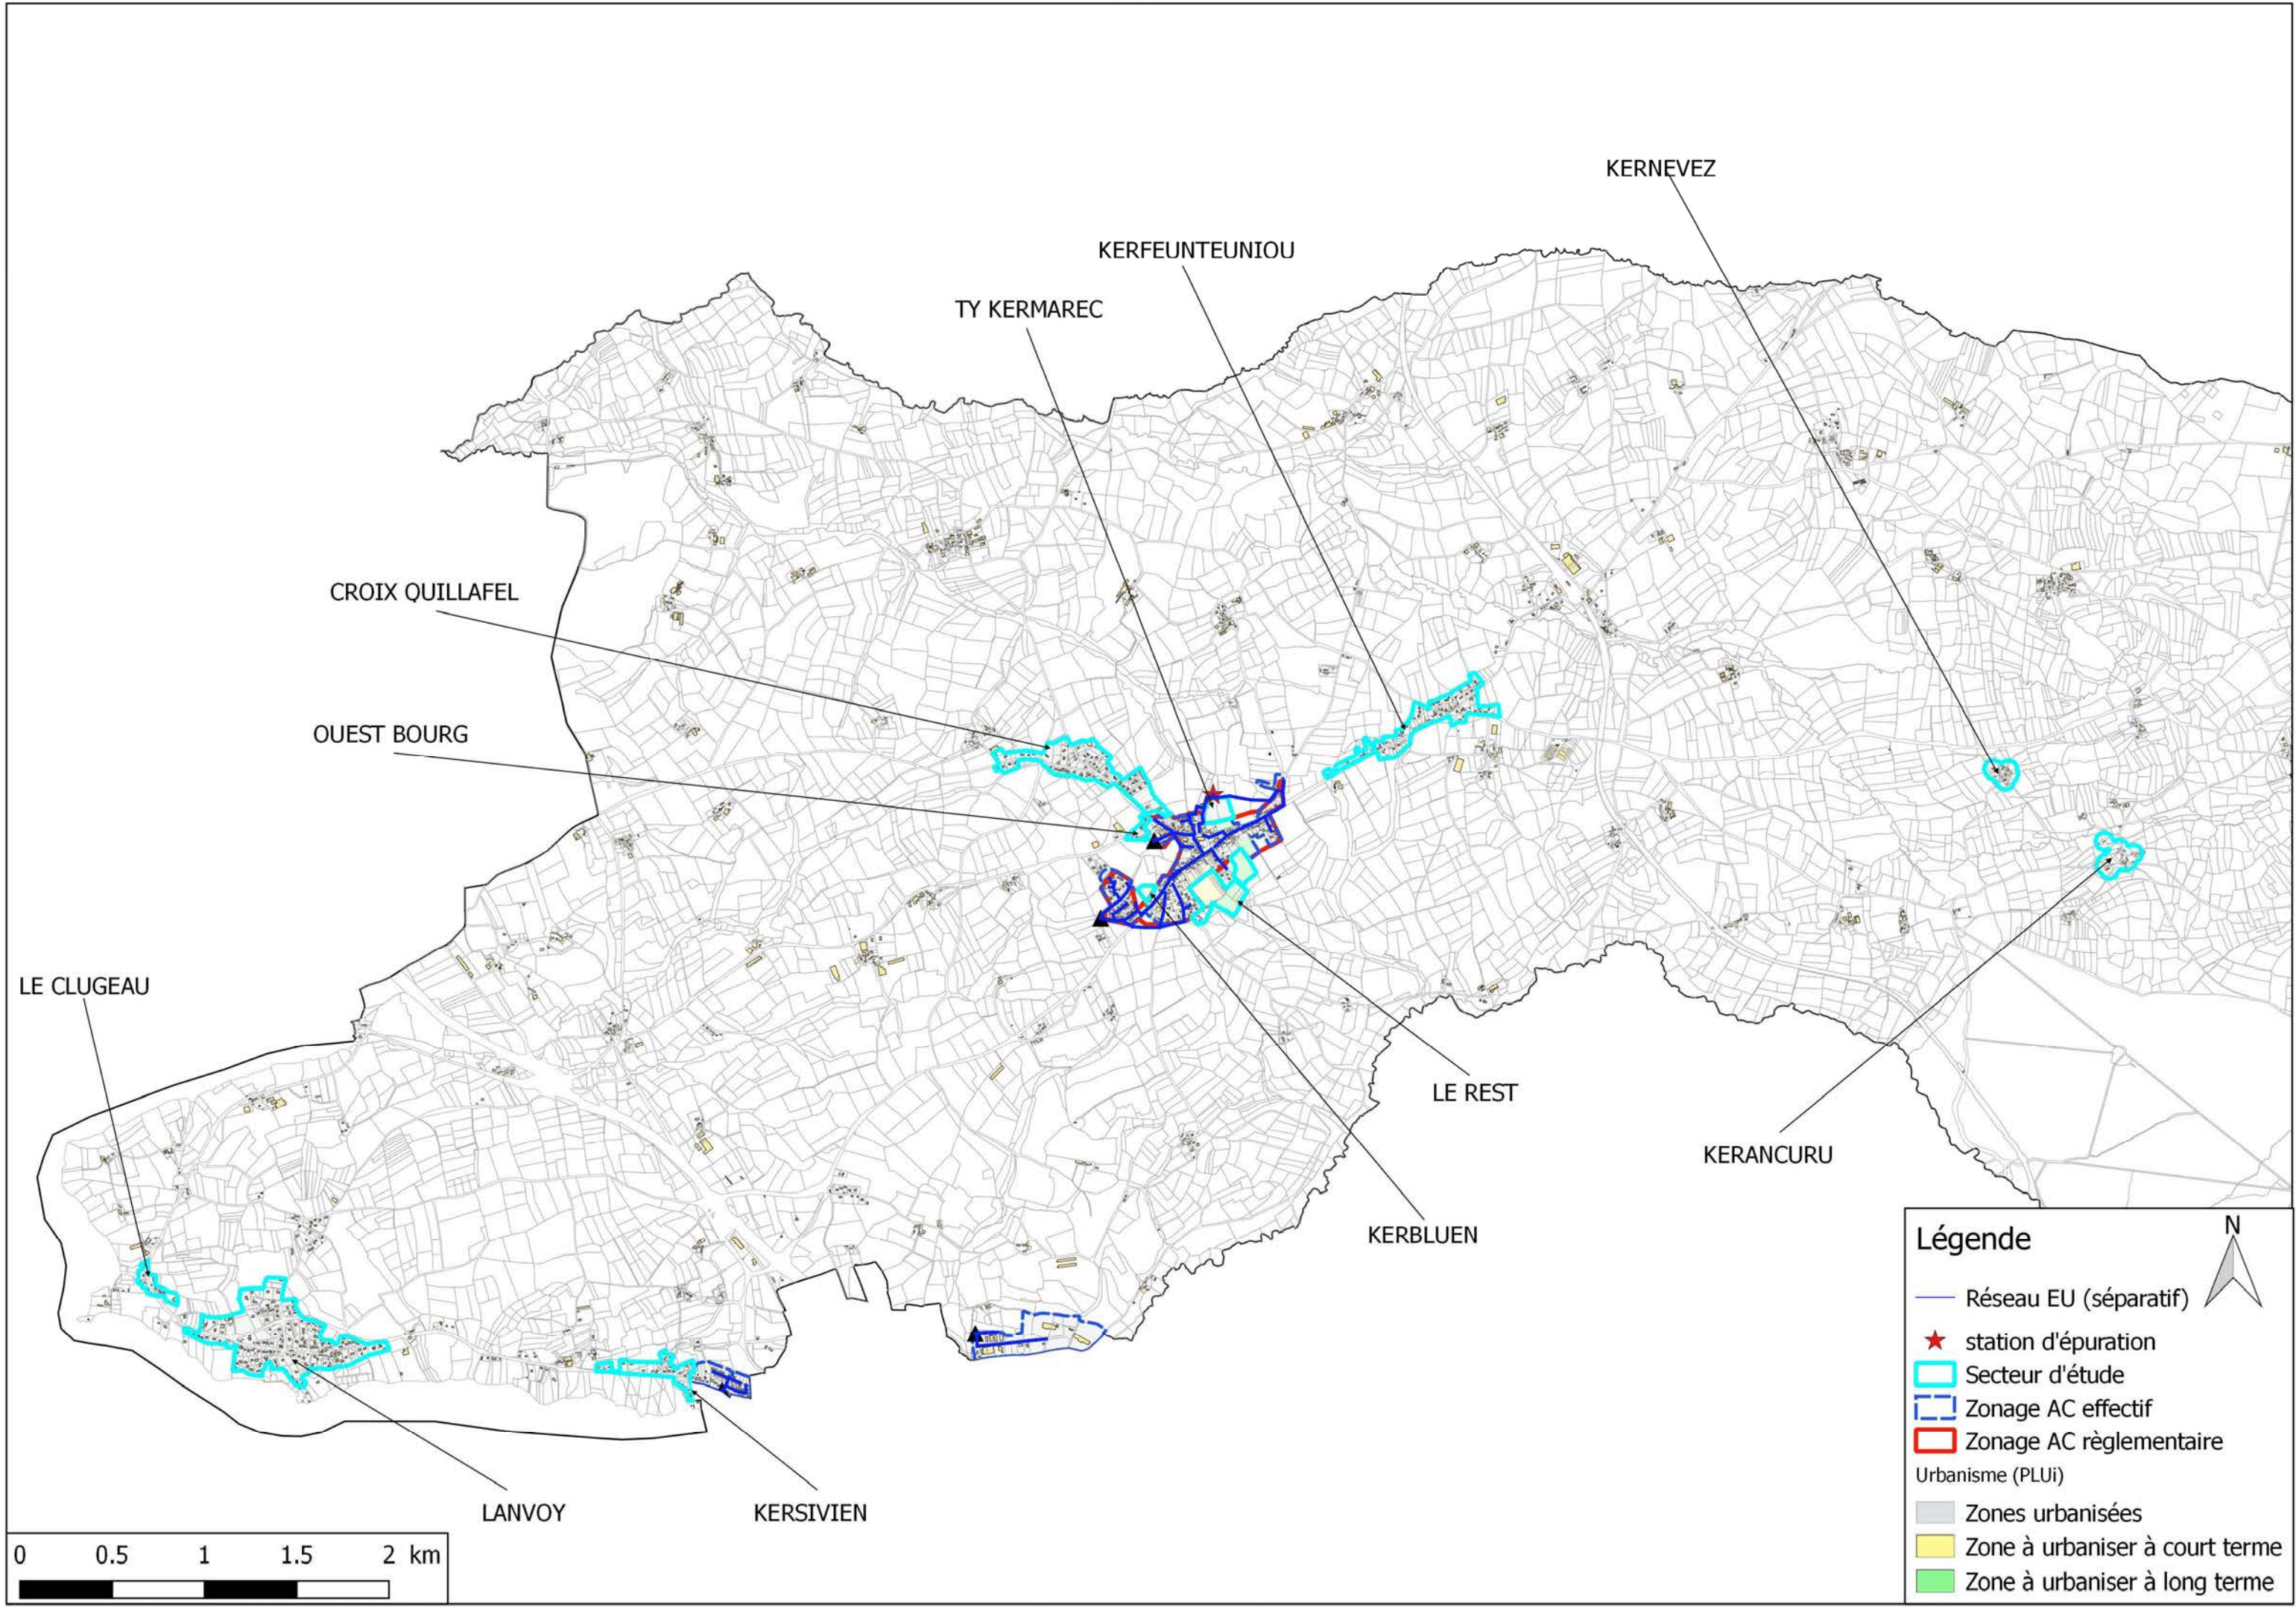 KERNEVEZ
KERFEUNTEUNIOU
TY KERMAREC
CROIX QUILLAFEL
OUEST BOURG
LE CLUGEAU
LE REST
KERANCURU
KERBLUEN
LANVOY
KERSIVIEN
0 0.5 1 1.5 2 km
Légende
N
Réseau EU (séparatif)
station d'épuration
Secteur d'étude
Zonage AC effectif
Zonage AC règlementaire
Urbanisme (PLUi)
Zones urbanisées
Zone à urbaniser à court terme
Zone à urbaniser à long terme